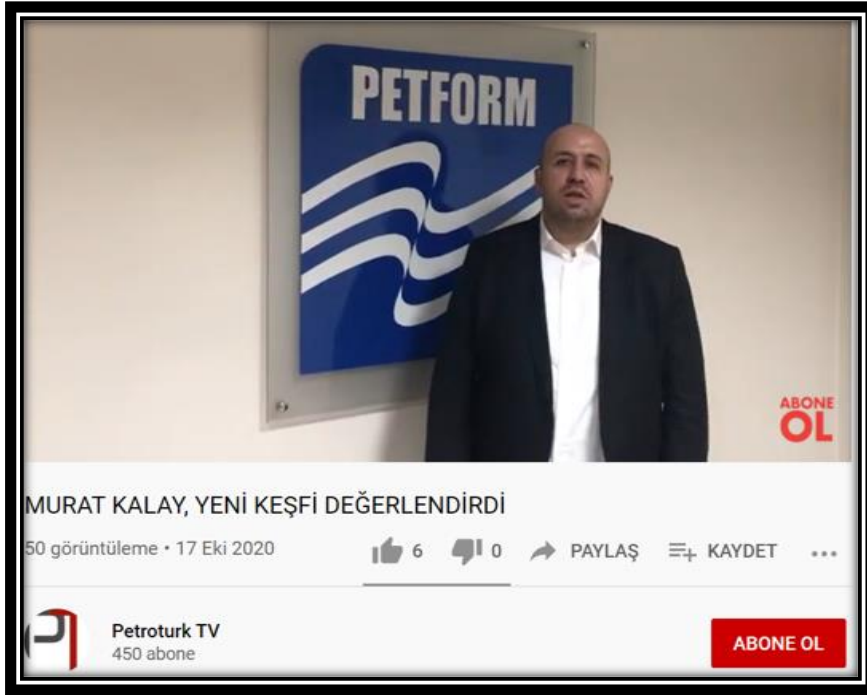 PETFORM
ABONE
OL
MURAT KALAY, YENİ KEŞFİ DEĞERLENDİRDİ
50 görüntüleme • 17 Eki 2020
6
0
PAYLAŞ
KAYDET
Petroturk TV
450 abone
ABONE OL